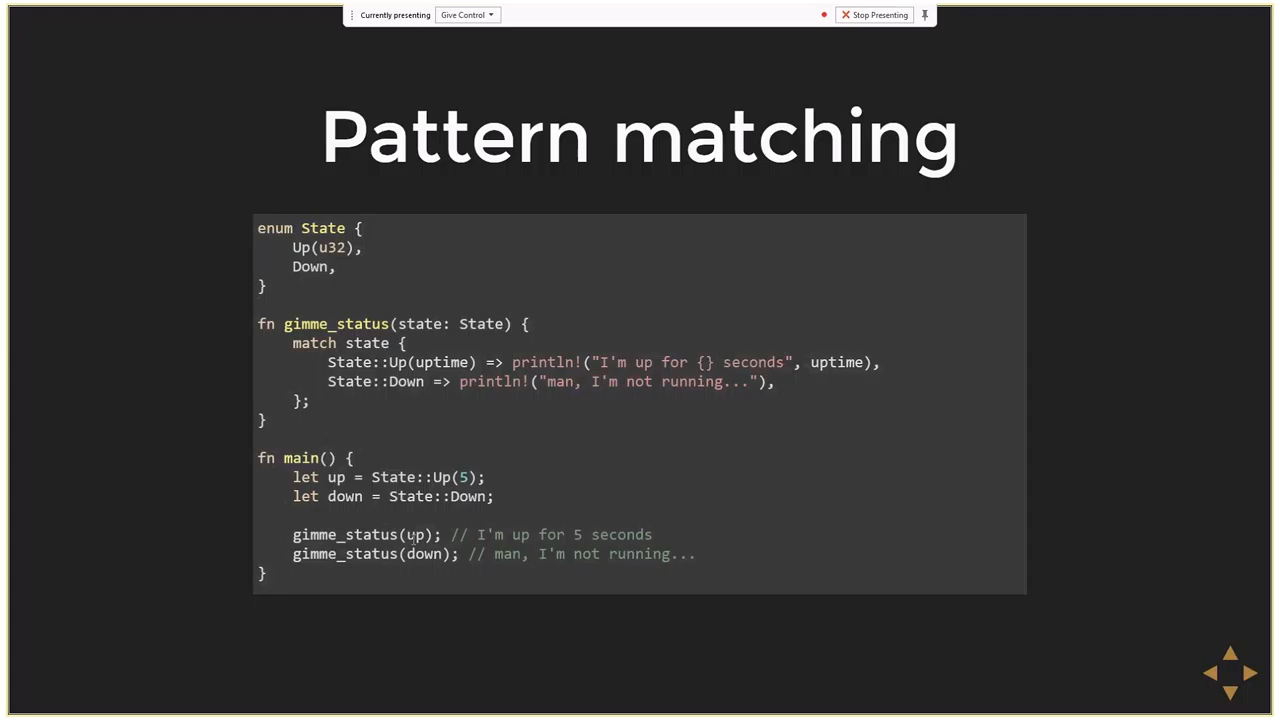 Currently presenting Give Control Stop Presenting
Pattern matching
enum State {
    Up(u32),
    Down,
}

fn gimme_status(state: State) {
    match state {
        State::Up(uptime) => println!("I'm up for {} seconds", uptime),
        State::Down => println!("man, I'm not running..."),
    };
}

fn main() {
    let up = State::Up(5);
    let down = State::Down;

    gimme_status(up); // I'm up for 5 seconds
    gimme_status(down); // man, I'm not running...
}